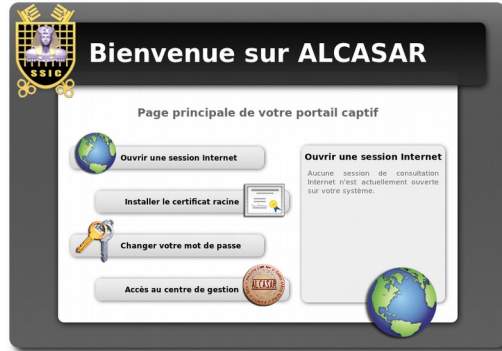 SSIC
Bienvenue sur ALCASAR
Page principale de votre portail captif
Ouvrir une session Internet
Installer le certificat racine
Changer votre mot de passe
Accès au centre de gestion
ALCASAR
Ouvrir une session Internet
Aucune session de consultation
Internet n'est actuellement ouverte
sur votre système.